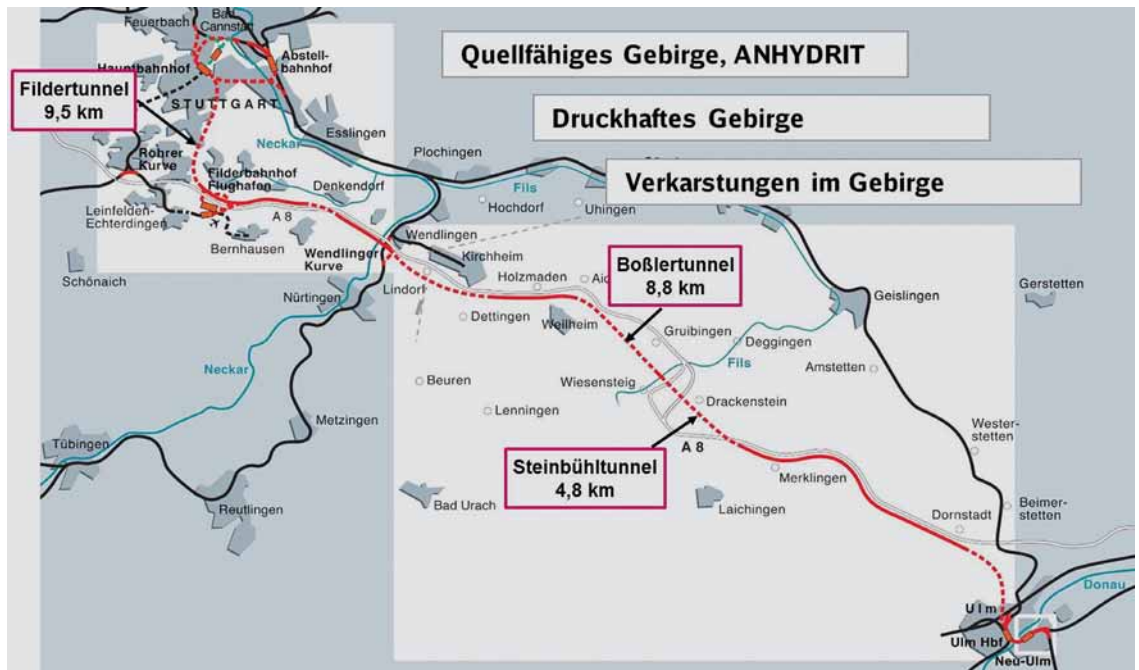 Feuerbach
Bad
Cannstatt
Quellfähiges Gebirge, ANHYDRIT
Hauptbahnhof
Abstell-
bahnhof
Fildertunnel
9,5 km
STUTTGART
Druckhaftes Gebirge
Esslingen
Neckar
Plochingen
Rohrer
Kurve
Filderbahnhof
Flughafen
Denkendorf
Fils
Verkarstungen im Gebirge
Hochdorf
Uhingen
Leinfelden-
Echterdingen
A 8
Bernhausen
Wendlinger
Kurve
Wendlingen
Kirchheim
Boßlertunnel
8,8 km
Schönaich
Nürtingen
Lindorf
Holzmaden
Geislingen
Gerstetten
Dettingen
Weilheim
Gruibingen
Deggingen
Neckar
Beuren
Wiesensteig
Fils
Amstetten
Lenningen
Drackenstein
Metzingen
Tübingen
A 8
Wester-
stetten
Steinbühltunnel
4,8 km
Merklingen
Reutlingen
Bad Urach
Laichingen
Dornstadt
Beimer-
stetten
Donau
Ulm
Ulm Hbf
Neu-Ulm